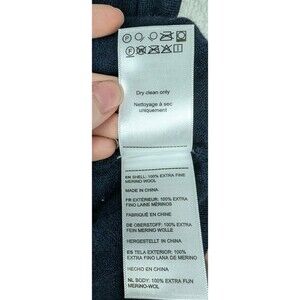 Dry clean only
Nettoyage à sec
uniquement
EN SHELL: 100% EXTRA FINE
MERINO WOOL
MADE IN CHINA
FR EXTÉRIEUR: 100% EXTRA
FINO LAINE MÉRINOS
FABRIQUÉ EN CHINE
DE OBERSTOFF: 100% EXTRA
FEIN MERINO WOLLE
HERGESTELLT IN CHINA
ES TELA EXTERIOR: 100%
EXTRA FINO LANA DE MERINO
HECHO EN CHINA
NL BODY: 100% EXTRA FIJN
MERINO-WOL